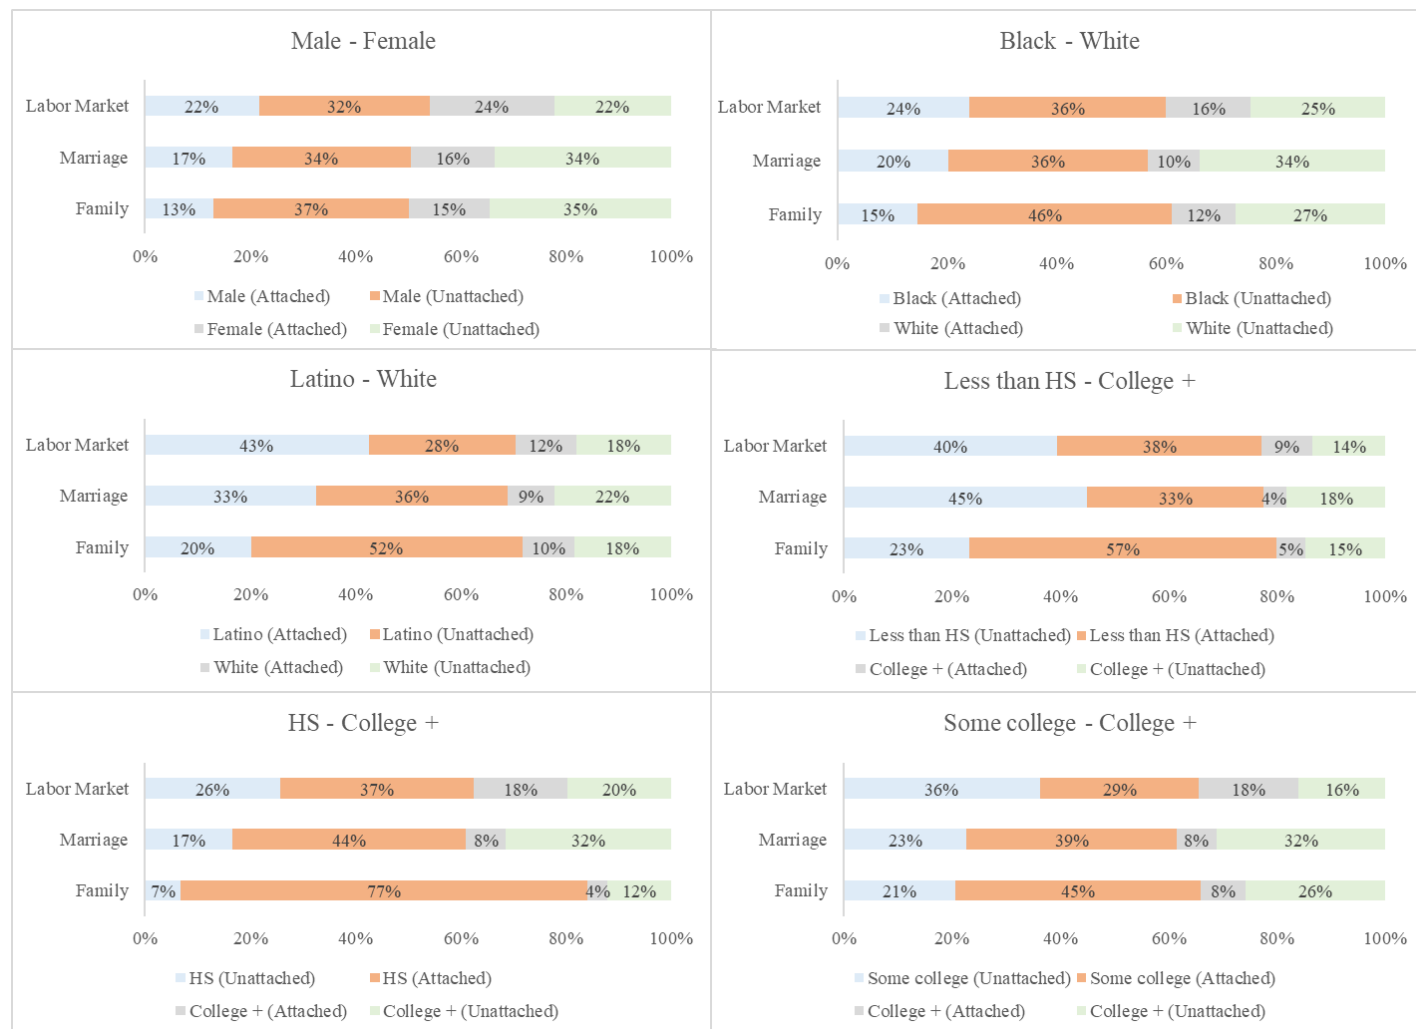 Male - Female
Labor Market 22% 32% 24% 22%
Marriage 17% 34% 16% 34%
Family 13% 37% 15% 35%
0% 20% 40% 60% 80% 100%
Male (Attached) Male (Unattached)
Female (Attached) Female (Unattached)
Black - White
Labor Market 24% 36% 16% 25%
Marriage 20% 36% 10% 34%
Family 15% 46% 12% 27%
0% 20% 40% 60% 80% 100%
Black (Attached) Black (Unattached)
White (Attached) White (Unattached)
Latino - White
Labor Market 43% 28% 12% 18%
Marriage 33% 36% 9% 22%
Family 20% 52% 10% 18%
0% 20% 40% 60% 80% 100%
Latino (Attached) Latino (Unattached)
White (Attached) White (Unattached)
Less than HS - College +
Labor Market 40% 38% 9% 14%
Marriage 45% 33% 4% 18%
Family 23% 57% 5% 15%
0% 20% 40% 60% 80% 100%
Less than HS (Unattached) Less than HS (Attached)
College + (Attached) College + (Unattached)
HS - College +
Labor Market 26% 37% 18% 20%
Marriage 17% 44% 8% 32%
Family 7% 77% 4% 12%
0% 20% 40% 60% 80% 100%
HS (Unattached) HS (Attached)
College + (Attached) College + (Unattached)
Some college - College +
Labor Market 36% 29% 18% 16%
Marriage 23% 39% 8% 32%
Family 21% 45% 8% 26%
0% 20% 40% 60% 80% 100%
Some college (Unattached) Some college (Attached)
College + (Attached) College + (Unattached)